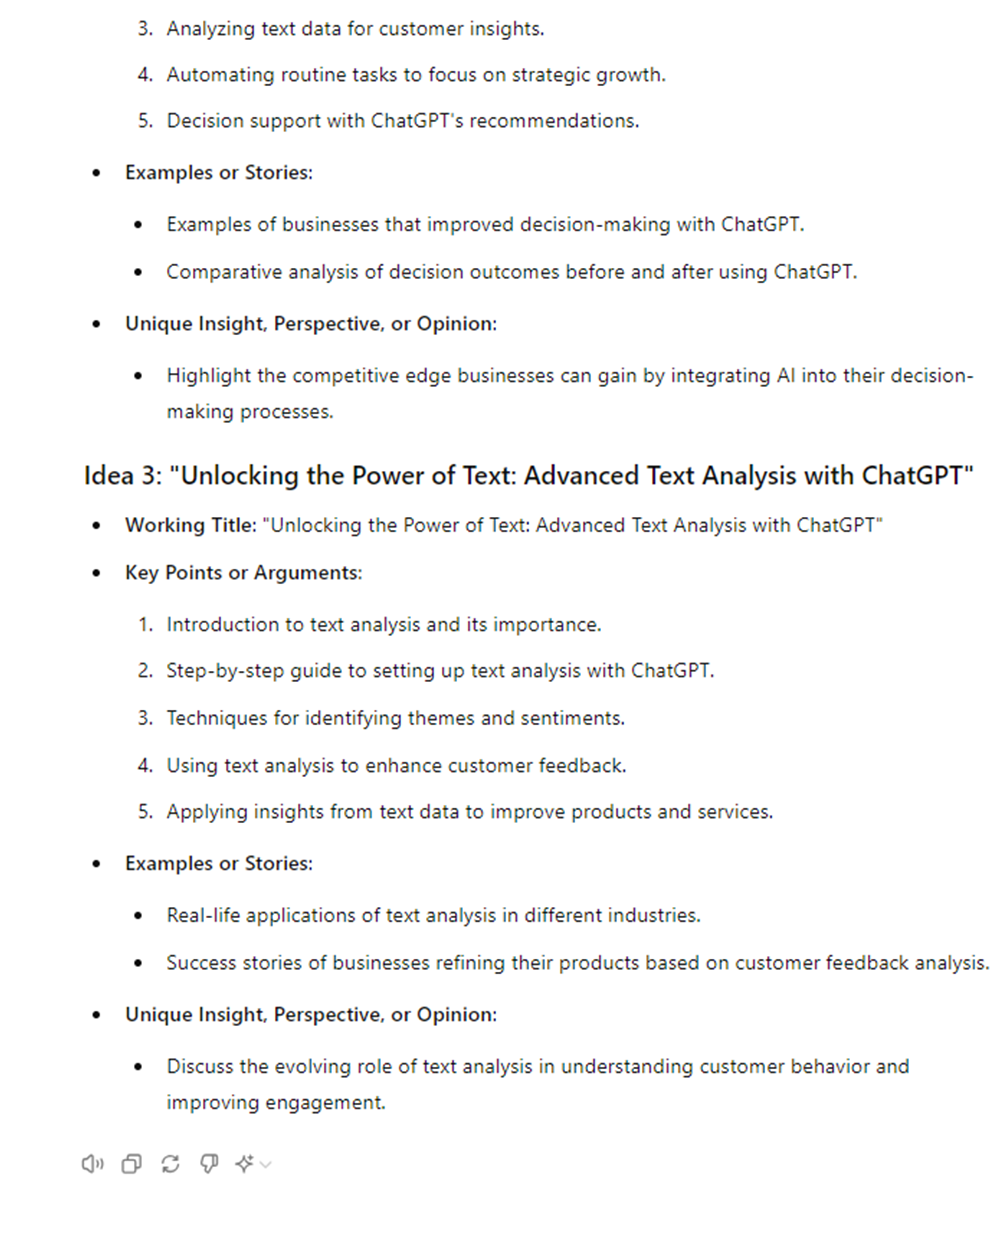 3. Analyzing text data for customer insights.
4. Automating routine tasks to focus on strategic growth.
5. Decision support with ChatGPT's recommendations.
• Examples or Stories:
• Examples of businesses that improved decision-making with ChatGPT.
• Comparative analysis of decision outcomes before and after using ChatGPT.
• Unique Insight, Perspective, or Opinion:
• Highlight the competitive edge businesses can gain by integrating AI into their decision-
making processes.
Idea 3: "Unlocking the Power of Text: Advanced Text Analysis with ChatGPT"
• Working Title: "Unlocking the Power of Text: Advanced Text Analysis with ChatGPT"
• Key Points or Arguments:
1. Introduction to text analysis and its importance.
2. Step-by-step guide to setting up text analysis with ChatGPT.
3. Techniques for identifying themes and sentiments.
4. Using text analysis to enhance customer feedback.
5. Applying insights from text data to improve products and services.
• Examples or Stories:
• Real-life applications of text analysis in different industries.
• Success stories of businesses refining their products based on customer feedback analysis.
• Unique Insight, Perspective, or Opinion:
• Discuss the evolving role of text analysis in understanding customer behavior and
improving engagement.